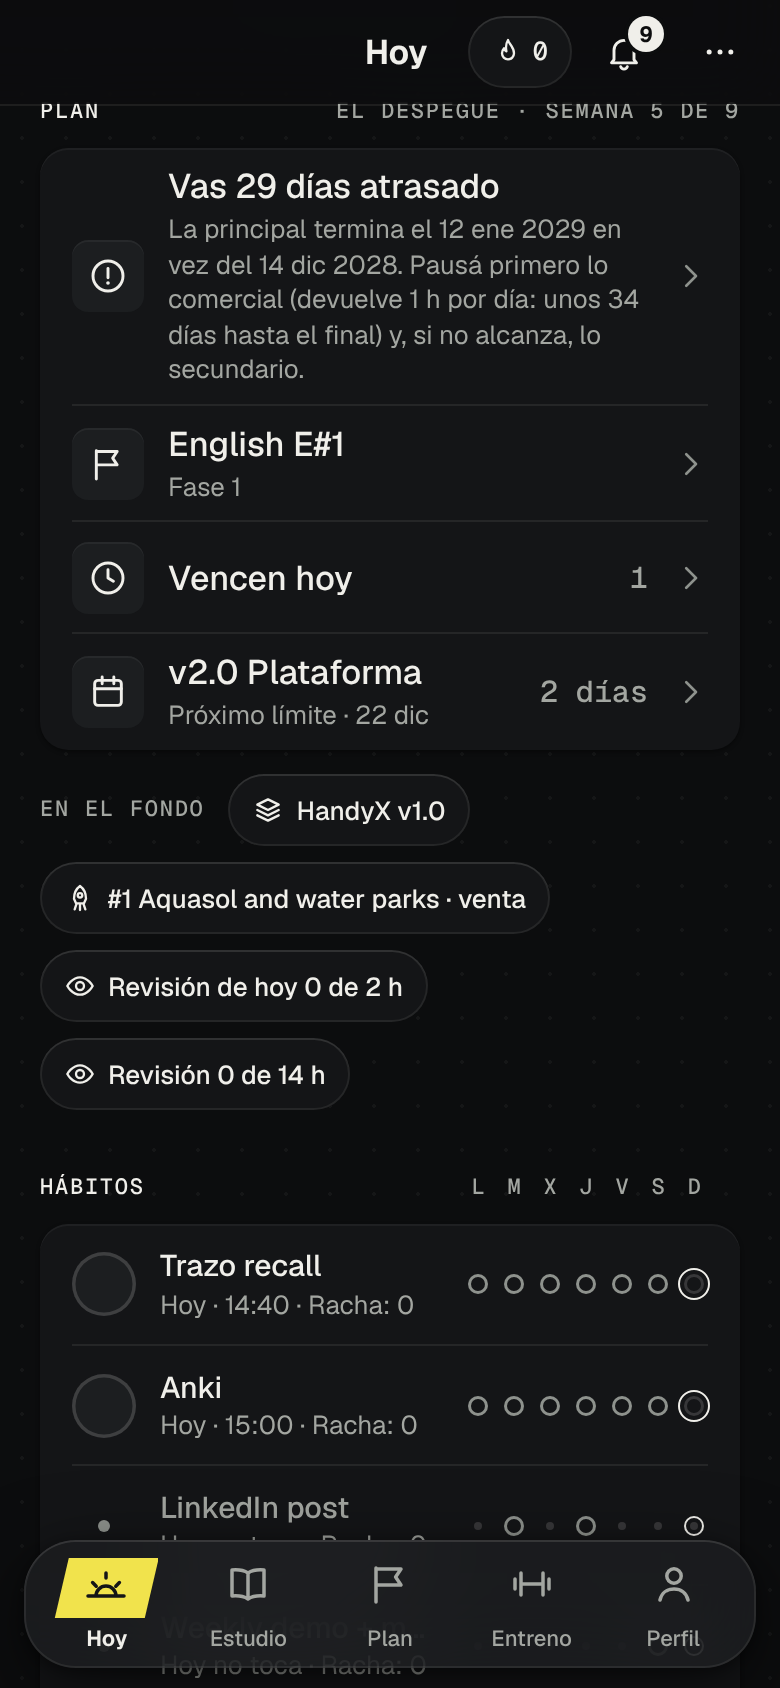 Hoy 0 9
PLAN EL DESPEGUE · SEMANA 5 DE 9
Vas 29 días atrasado
La principal termina el 12 ene 2029 en
vez del 14 dic 2028. Pausá primero lo
comercial (devuelve 1 h por día: unos 34
días hasta el final) y, si no alcanza, lo
secundario.
English E#1
Fase 1
Vencen hoy 1
v2.0 Plataforma
Próximo límite · 22 dic
2 días
EN EL FONDO
HandyX v1.0
#1 Aquasol and water parks · venta
Revisión de hoy 0 de 2 h
Revisión 0 de 14 h
HÁBITOS L M X J V S D
Trazo recall
Hoy · 14:40 · Racha: 0
Anki
Hoy · 15:00 · Racha: 0
LinkedIn post
Weekly demo
Hoy Estudio Plan Entreno Perfil
Hoy no toca · Racha: 0